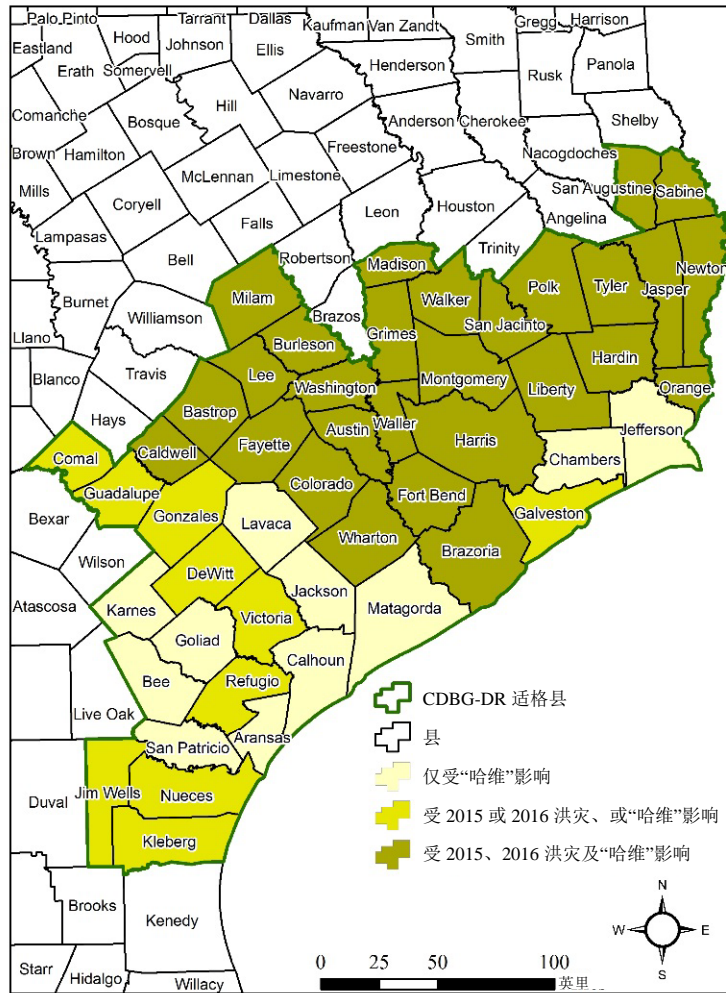 Palo Pinto
Tarrant
Dallas
Kaufman
Van Zandt
Gregg
Harrison
Hood
Johnson
Ellis
Smith
Eastland
Erath
Somervell
Henderson
Rusk
Panola
Hill
Navarro
Comanche
Bosque
Anderson
Cherokee
Shelby
Brown
Hamilton
Freestone
Nacogdoches
McLennan
Limestone
Mills
San Augustine
Sabine
Coryell
Leon
Houston
Angelina
Falls
Lampasas
Trinity
Bell
Robertson
Madison
Newton
Milam
Walker
Polk
Tyler
Jasper
Burnet
Williamson
Brazos
Grimes
San Jacinto
Llano
Burleson
Hardin
Travis
Lee
Blanco
Washington
Montgomery
Liberty
Orange
Hays
Bastrop
Austin
Waller
Jefferson
Caldwell
Fayette
Harris
Comal
Chambers
Guadalupe
Colorado
Fort Bend
Bexar
Gonzales
Lavaca
Galveston
Wharton
Brazoria
Wilson
DeWitt
Jackson
Atascosa
Karnes
Matagorda
Victoria
Goliad
Calhoun
Bee
Refugio
Live Oak
Aransas
San Patricio
Duval
Jim Wells
Nueces
Kleberg
Brooks
Kenedy
Starr
Hidalgo
Willacy
CDBG-DR 适格县
县
仅受“哈维”影响
受 2015 或 2016 洪灾、或“哈维”影响
受 2015、2016 洪灾及“哈维”影响
N
W
E
S
0 25 50 100
英里